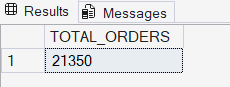 Results Messages
TOTAL_ORDERS
1 21350